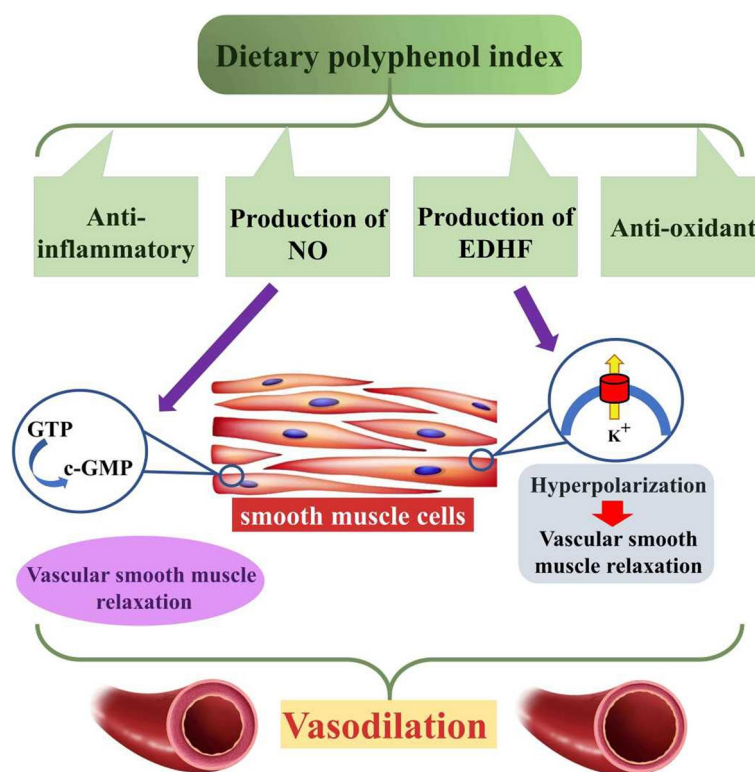 Dietary polyphenol index
Anti-
inflammatory
Production of
NO
Production of
EDHF
Anti-oxidant
GTP
c-GMP
K+
smooth muscle cells
Hyperpolarization
Vascular smooth
muscle relaxation
Vascular smooth muscle
relaxation
Vasodilation